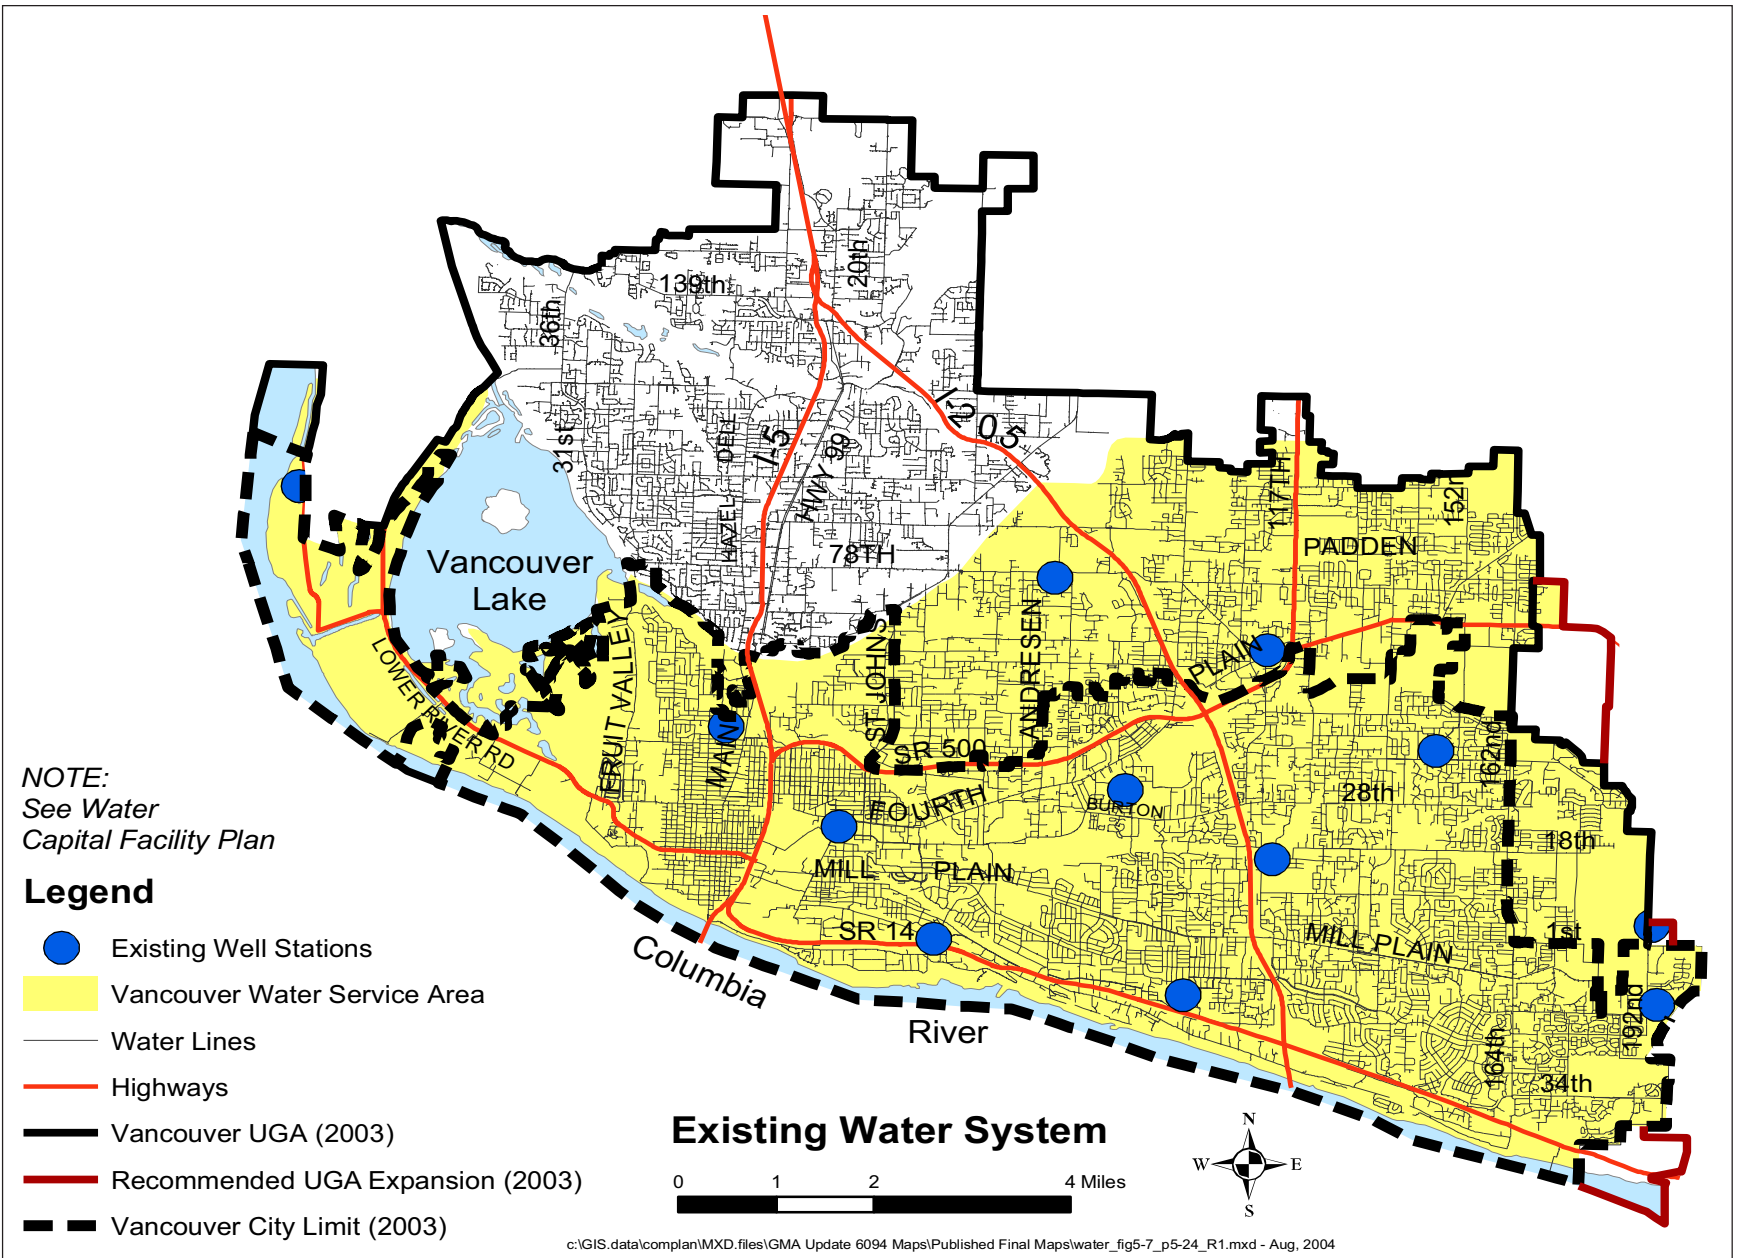 139th
20th
36th
31st
HAZEL DELL
I-5
HWY 99
I-205
78TH
117TH
152n
PADDEN
Vancouver
Lake
LOWER RIVER RD
FRUIT VALLEY
MAIN
ST JOHNS
ANDRESEN
PLAIN
SR 500
FOURTH
BURTON
28th
162nd
18th
MILL PLAIN
SR 14
MILL PLAIN
1st
192nd
164th
34th
Columbia
River
NOTE:
See Water
Capital Facility Plan
Legend
Existing Well Stations
Vancouver Water Service Area
Water Lines
Highways
Vancouver UGA (2003)
Recommended UGA Expansion (2003)
Vancouver City Limit (2003)
Existing Water System
0 1 2 4 Miles
N
W E
S
c:\GIS.data\complan\MXD.files\GMA Update 6094 Maps\Published Final Maps\water_fig5-7_p5-24_R1.mxd - Aug, 2004